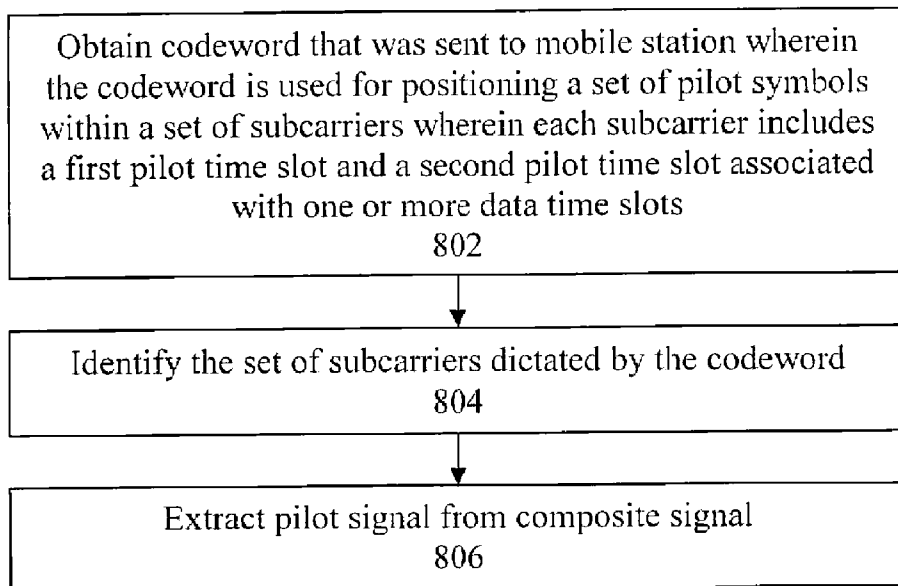 Obtain codeword that was sent to mobile station wherein
the codeword is used for positioning a set of pilot symbols
within a set of subcarriers wherein each subcarrier includes
a first pilot time slot and a second pilot time slot associated
with one or more data time slots
802
Identify the set of subcarriers dictated by the codeword
804
Extract pilot signal from composite signal
806